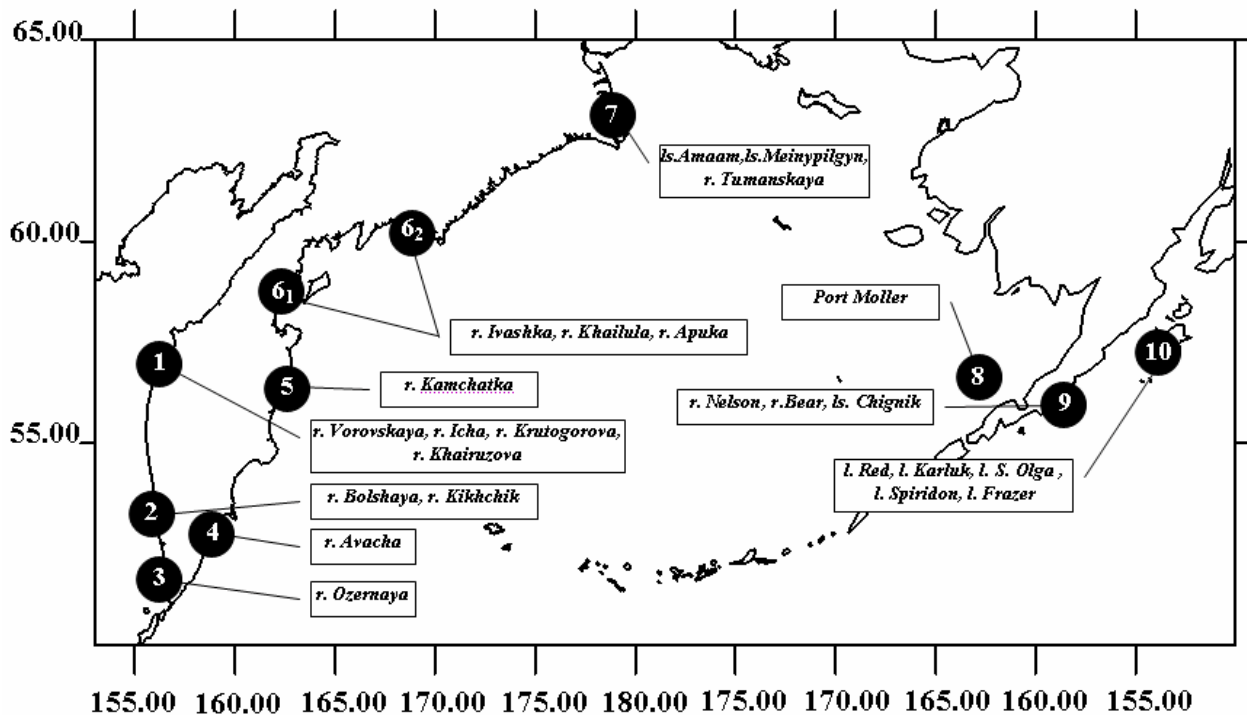 65.00
7
ls.Amaam,ls.Meinypilgyn,
r. Tumanskaya
60.00
6₂
6₁
Port Moller
r. Ivashka, r. Khailula, r. Apuka
1
10
8
5
r. Kamchatka
r. Nelson, r.Bear, ls. Chignik
9
55.00
r. Vorovskaya, r. Icha, r. Krutogorova,
r. Khairuzova
l. Red, l. Karluk, l. S. Olga ,
l. Spiridon, l. Frazer
2
r. Bolshaya, r. Kikhchik
4
r. Avacha
3
r. Ozernaya
155.00 160.00 165.00 170.00 175.00 180.00 175.00 170.00 165.00 160.00 155.00